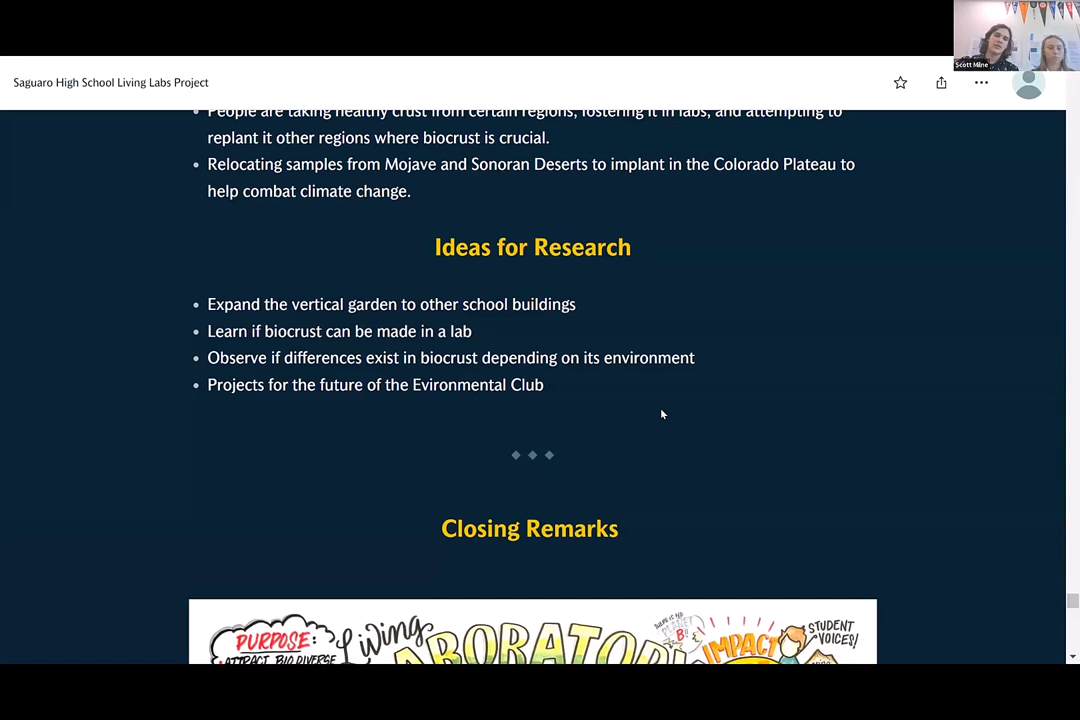 Scott Milne
Saguaro High School Living Labs Project
People are taking healthy crust from certain regions, fostering it in labs, and attempting to
replant it other regions where biocrust is crucial.
Relocating samples from Mojave and Sonoran Deserts to implant in the Colorado Plateau to
help combat climate change.
Ideas for Research
Expand the vertical garden to other school buildings
Learn if biocrust can be made in a lab
Observe if differences exist in biocrust depending on its environment
Projects for the future of the Evironmental Club
Closing Remarks
PURPOSE:
ATTRACT BIODIVERSE
Living
IMPACT
STUDENT
VOICES!